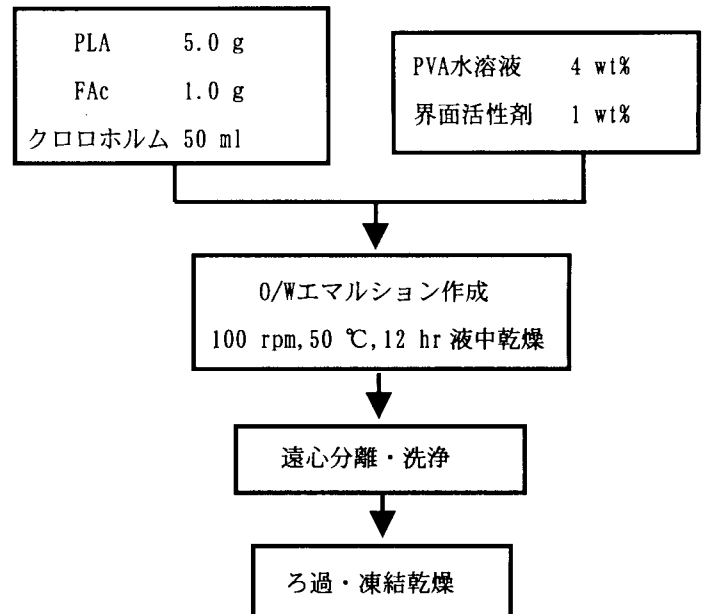 PLA 5.0 g
FAc 1.0 g
クロロホルム 50 ml
PVA水溶液 4 wt%
界面活性剤 1 wt%
O/Wエマルション作成
100 rpm,50 ℃,12 hr 液中乾燥
遠心分離・洗浄
ろ過・凍結乾燥